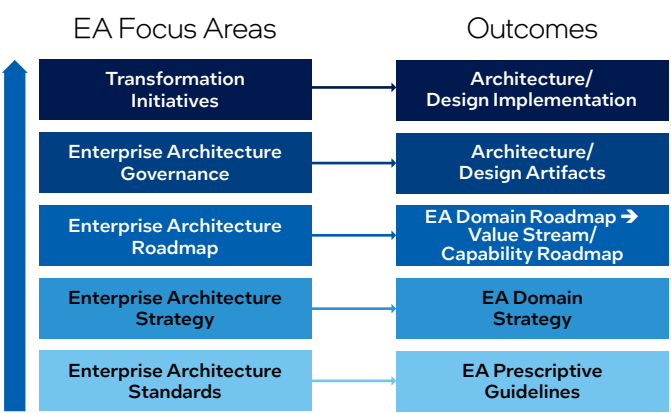 EA Focus Areas
Outcomes
Transformation
Initiatives
Architecture/
Design Implementation
Enterprise Architecture
Governance
Architecture/
Design Artifacts
Enterprise Architecture
Roadmap
EA Domain Roadmap ➔
Value Stream/
Capability Roadmap
Enterprise Architecture
Strategy
EA Domain
Strategy
Enterprise Architecture
Standards
EA Prescriptive
Guidelines